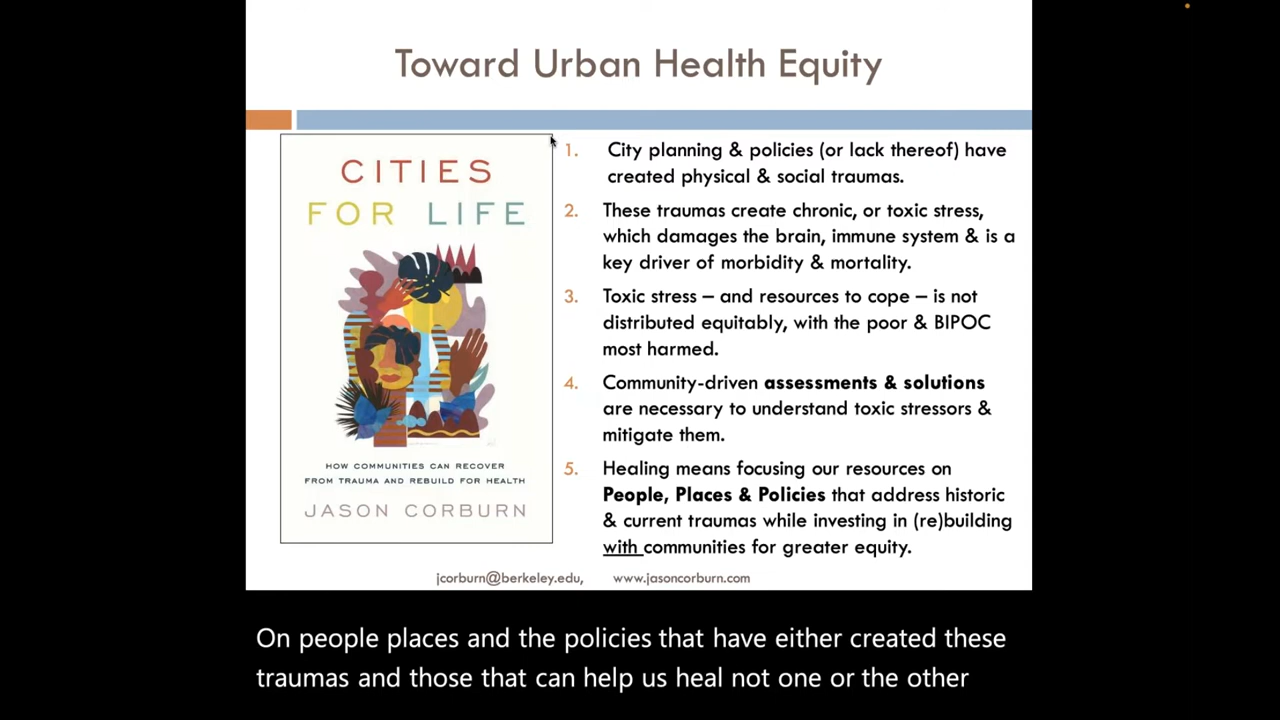 Toward Urban Health Equity
CITIES
FOR LIFE
HOW COMMUNITIES CAN RECOVER
FROM TRAUMA AND REBUILD FOR HEALTH
JASON CORBURN
1. City planning & policies (or lack thereof) have
created physical & social traumas.
2. These traumas create chronic, or toxic stress,
which damages the brain, immune system & is a
key driver of morbidity & mortality.
3. Toxic stress – and resources to cope – is not
distributed equitably, with the poor & BIPOC
most harmed.
4. Community-driven assessments & solutions
are necessary to understand toxic stressors &
mitigate them.
5. Healing means focusing our resources on
People, Places & Policies that address historic
& current traumas while investing in (re)building
with communities for greater equity.
jcorburn@berkeley.edu, www.jasoncorburn.com
On people places and the policies that have either created these
traumas and those that can help us heal not one or the other